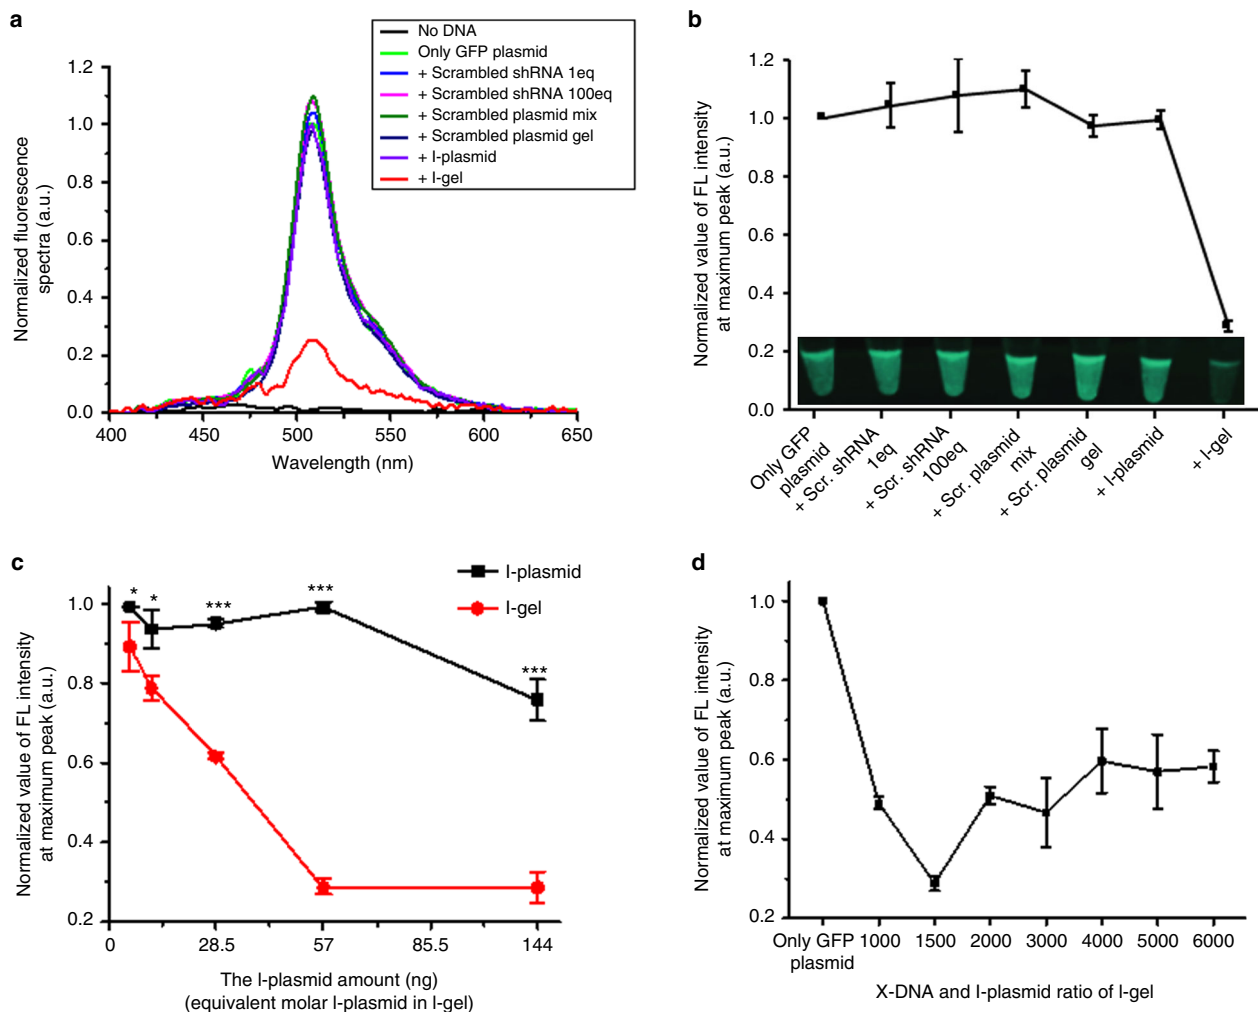 a
Normalized fluorescence
spectra (a.u.)
1.2
1.0
0.8
0.6
0.4
0.2
0.0
400
450
500
550
600
650
Wavelength (nm)
No DNA
Only GFP plasmid
+ Scrambled shRNA 1eq
+ Scrambled shRNA 100eq
+ Scrambled plasmid mix
+ Scrambled plasmid gel
+ I-plasmid
+ I-gel
b
Normalized value of FL intensity
at maximum peak (a.u.)
1.2
1.0
0.8
0.6
0.4
0.2
0.0
Only GFP
plasmid
+ Scr. shRNA
1eq
+ Scr. shRNA
100eq
+ Scr. plasmid
mix
+ Scr. plasmid
gel
+ I-plasmid
+ I-gel
c
Normalized value of FL intensity
at maximum peak (a.u.)
1.0
0.8
0.6
0.4
0.2
0
28.5
57
85.5
144
* * *** *** ***
I-plasmid
I-gel
The I-plasmid amount (ng)
(equivalent molar I-plasmid in I-gel)
d
Normalized value of FL intensity
at maximum peak (a.u.)
1.0
0.8
0.6
0.4
0.2
Only GFP
plasmid
1000
1500
2000
3000
4000
5000
6000
X-DNA and I-plasmid ratio of I-gel